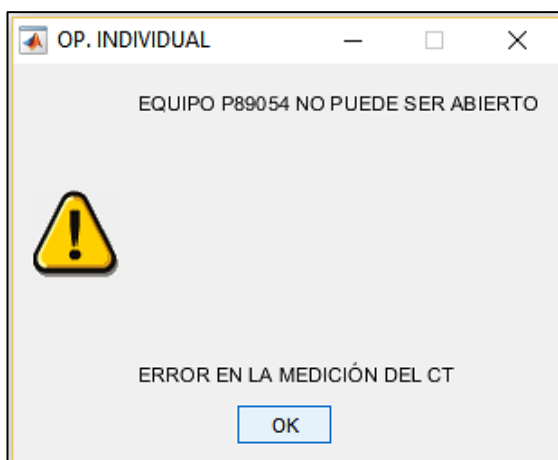 OP. INDIVIDUAL
EQUIPO P89054 NO PUEDE SER ABIERTO
ERROR EN LA MEDICIÓN DEL CT
OK